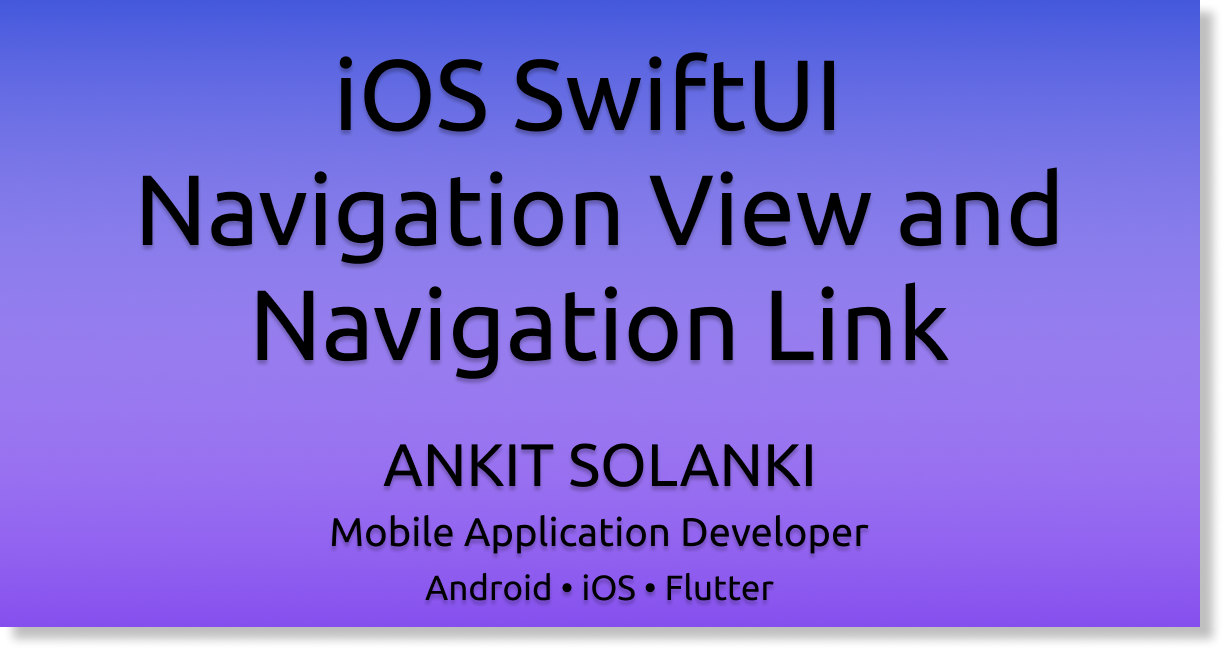 iOS SwiftUI
Navigation View and
Navigation Link
ANKIT SOLANKI
Mobile Application Developer
Android • iOS • Flutter